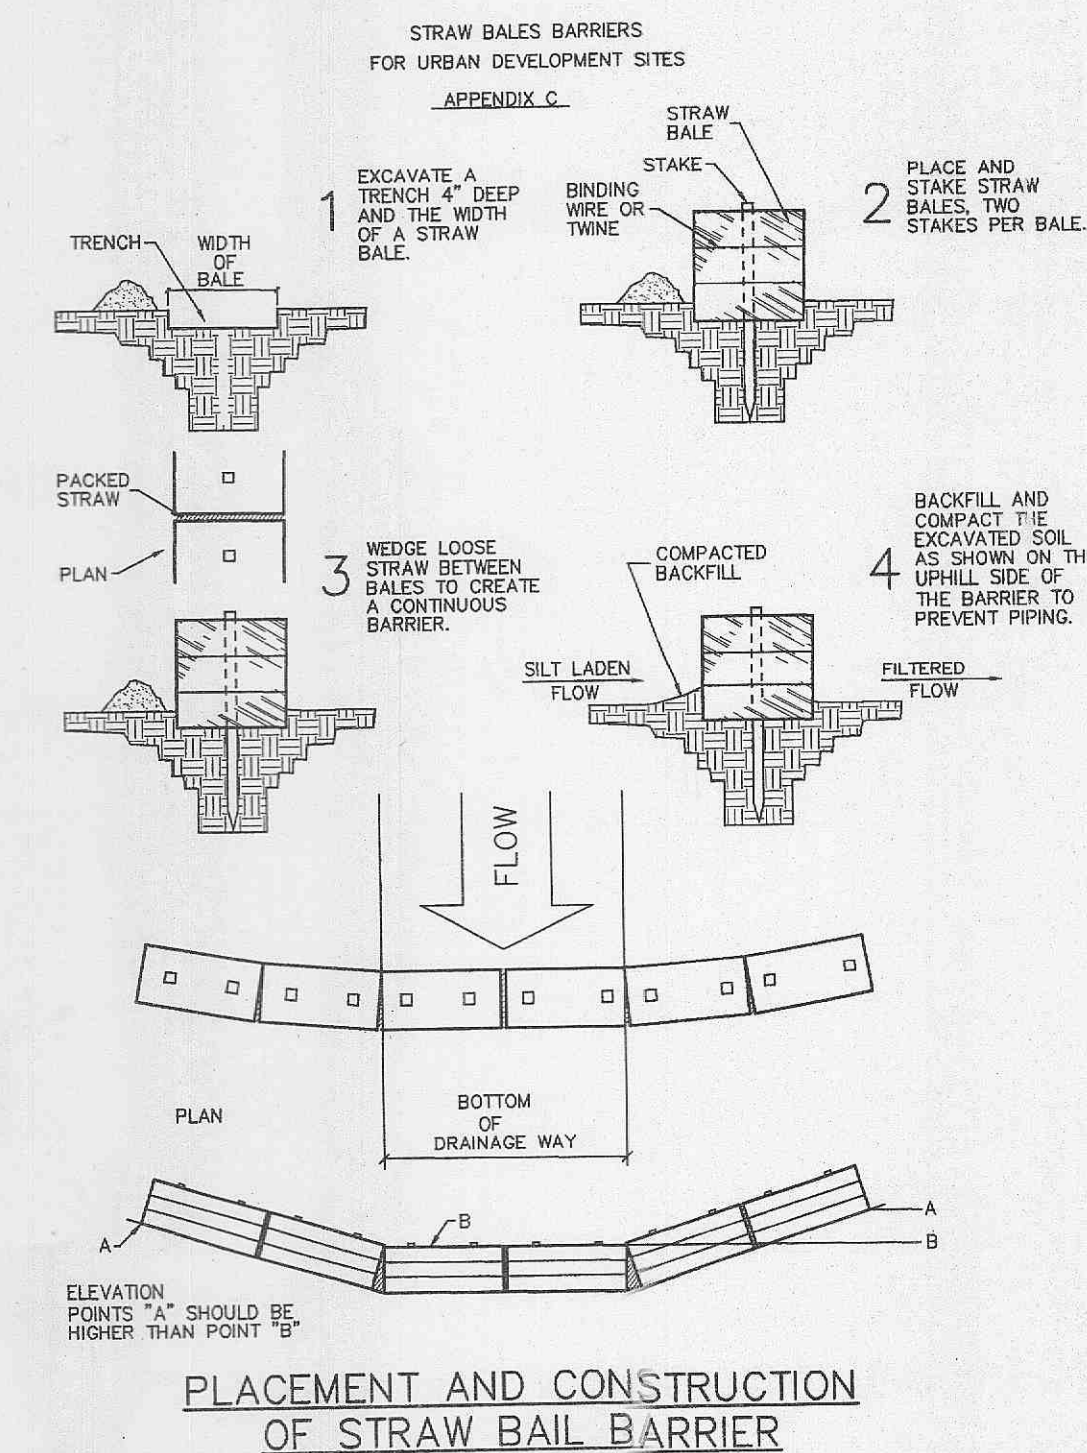 STRAW BALES BARRIERS
FOR URBAN DEVELOPMENT SITES
APPENDIX C
1
EXCAVATE A
TRENCH 4" DEEP
AND THE WIDTH
OF A STRAW
BALE.
TRENCH
WIDTH
OF
BALE
STRAW
BALE
STAKE
BINDING
WIRE OR
TWINE
2
PLACE AND
STAKE STRAW
BALES, TWO
STAKES PER BALE.
PACKED
STRAW
PLAN
3
WEDGE LOOSE
STRAW BETWEEN
BALES TO CREATE
A CONTINUOUS
BARRIER.
4
BACKFILL AND
COMPACT THE
EXCAVATED SOIL
AS SHOWN ON TH
UPHILL SIDE OF
THE BARRIER TO
PREVENT PIPING.
COMPACTED
BACKFILL
SILT LADEN
FLOW
FILTERED
FLOW
FLOW
PLAN
BOTTOM
OF
DRAINAGE WAY
A
B
A
B
ELEVATION
POINTS "A" SHOULD BE
HIGHER THAN POINT "B"
PLACEMENT AND CONSTRUCTION
OF STRAW BAIL BARRIER